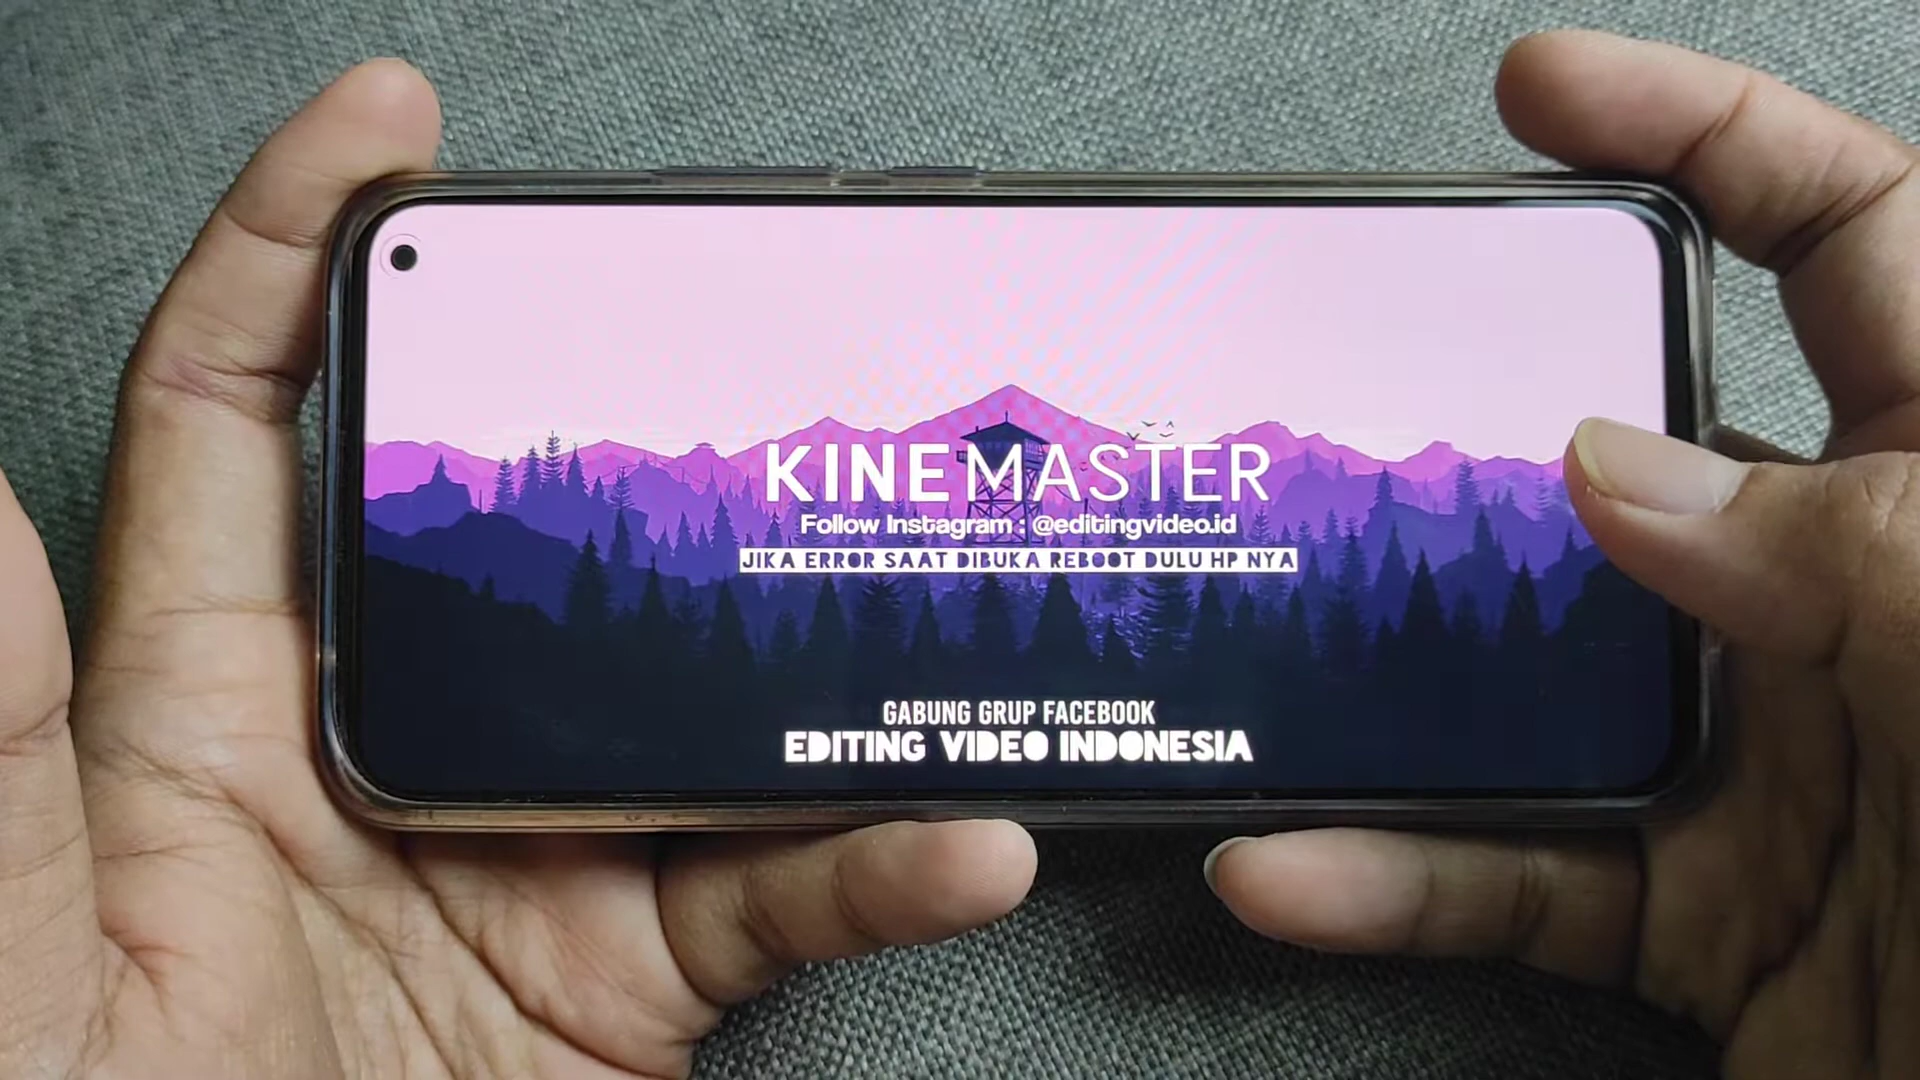 KINEMASTER
Follow Instagram : @editingvideo.id
JIKA ERROR SAAT DIBUKA REBOOT DULU HP NYA
GABUNG GRUP FACEBOOK
EDITING VIDEO INDONESIA